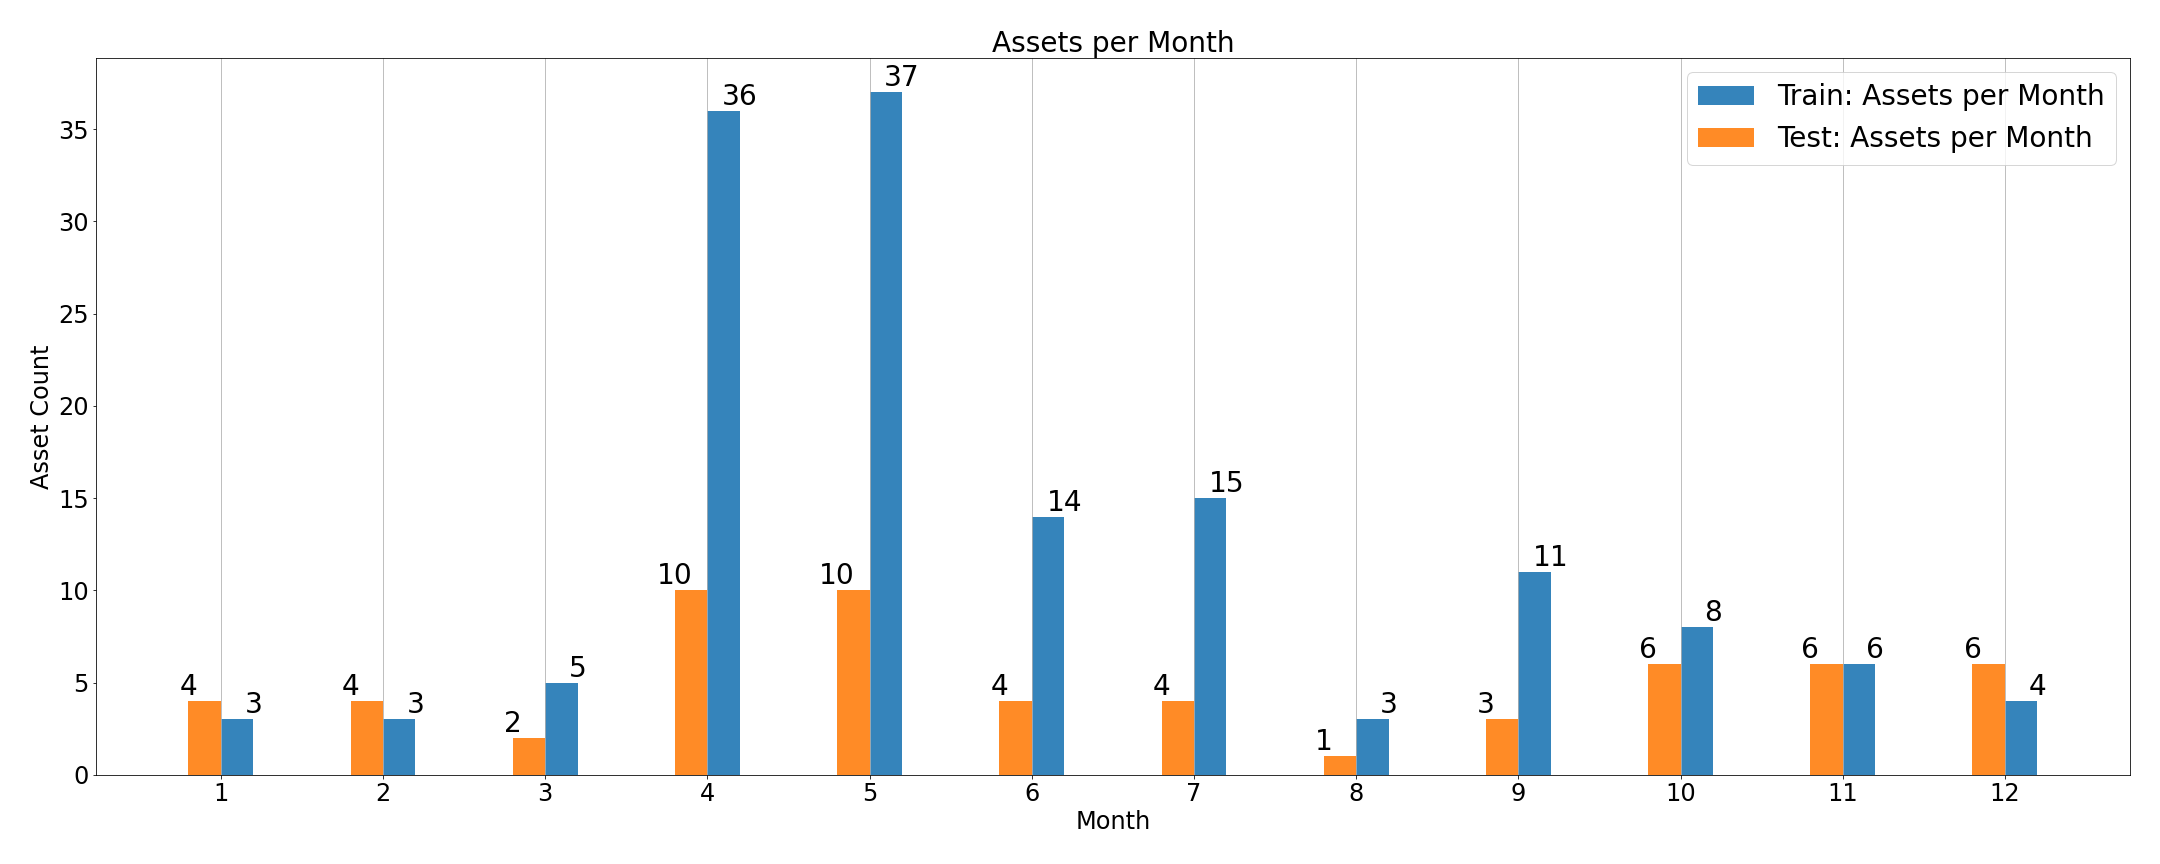 Assets per Month
Train: Assets per Month
Test: Assets per Month
Asset Count
35
30
25
20
15
10
5
0
4 3 4 3 2 5 10 36 10 37 4 14 4 15 1 3 3 11 6 8 6 6 6 4
1 2 3 4 5 6 7 8 9 10 11 12
Month